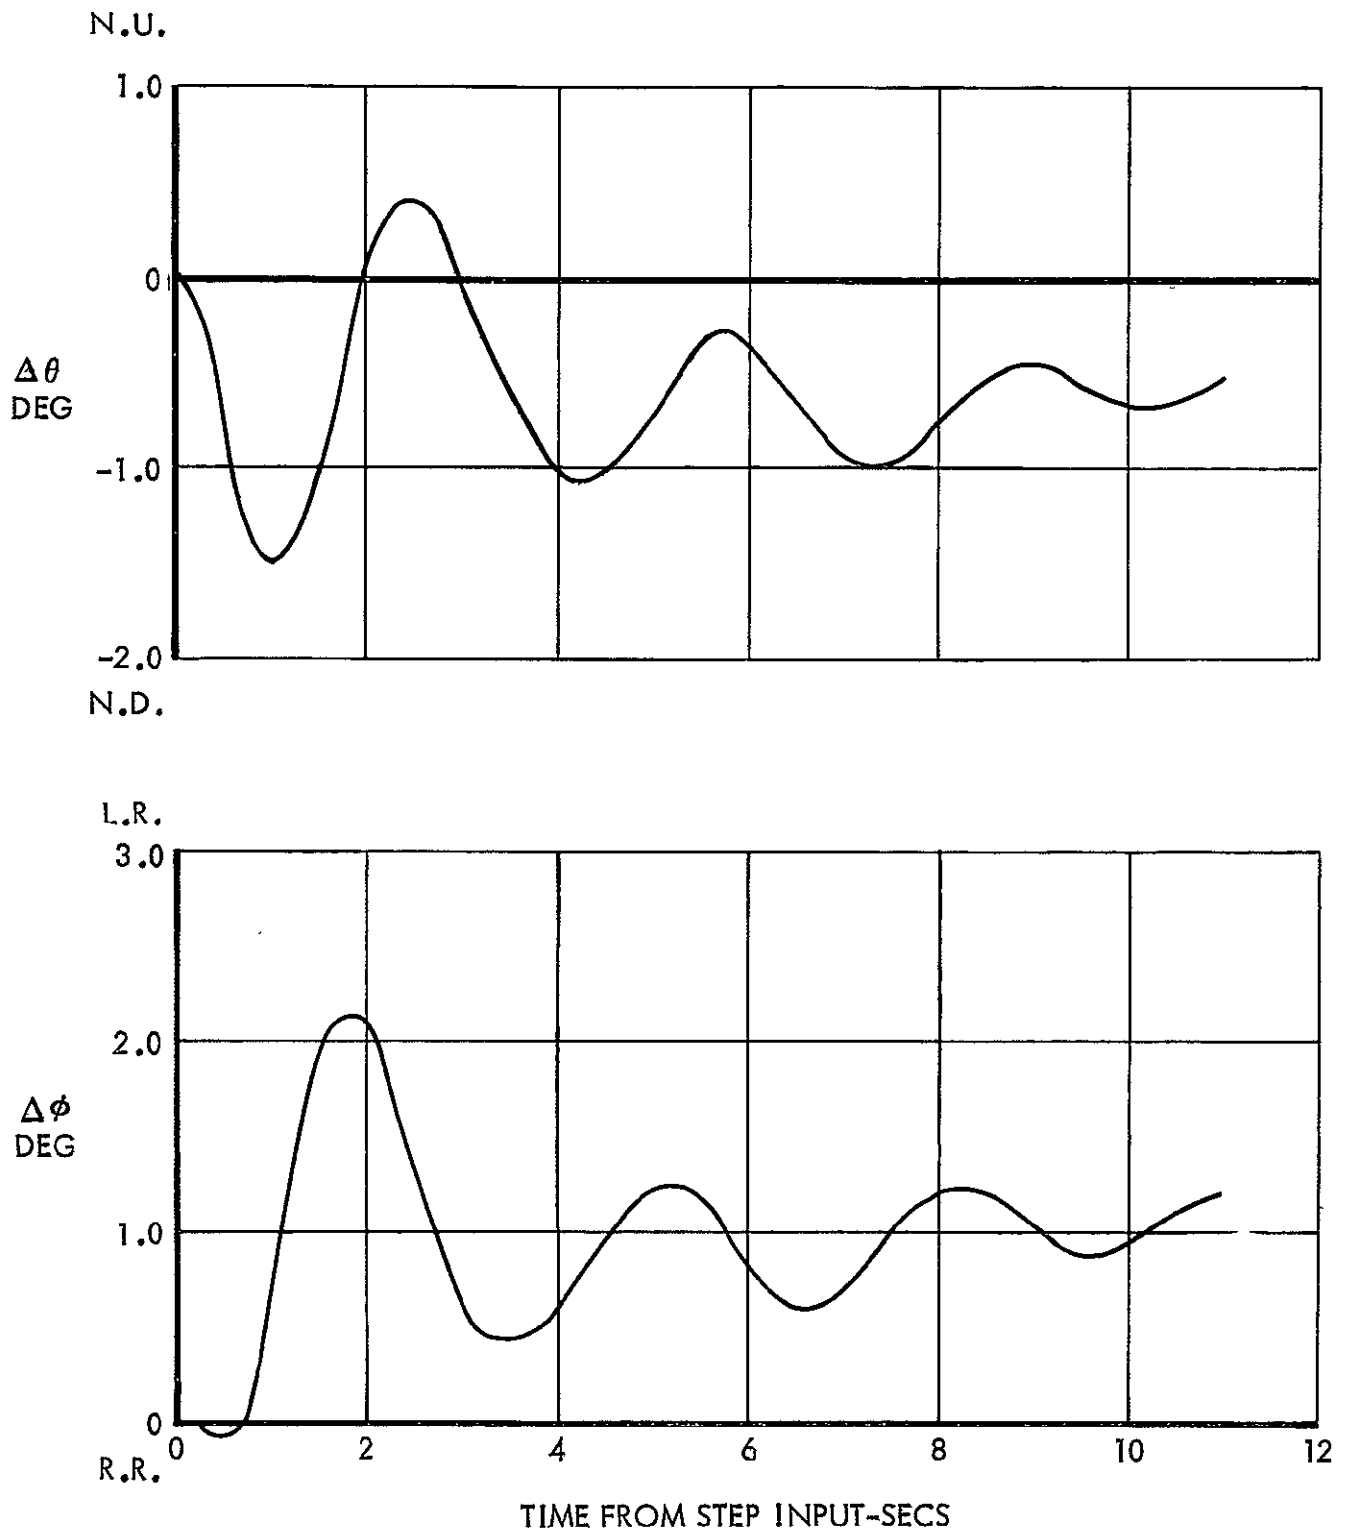 N.U.
1.0
0
Δθ
DEG
-1.0
-2.0
N.D.
L.R.
3.0
2.0
Δϕ
DEG
1.0
0
R.R.
0 2 4 6 8 10 12
TIME FROM STEP INPUT-SECS